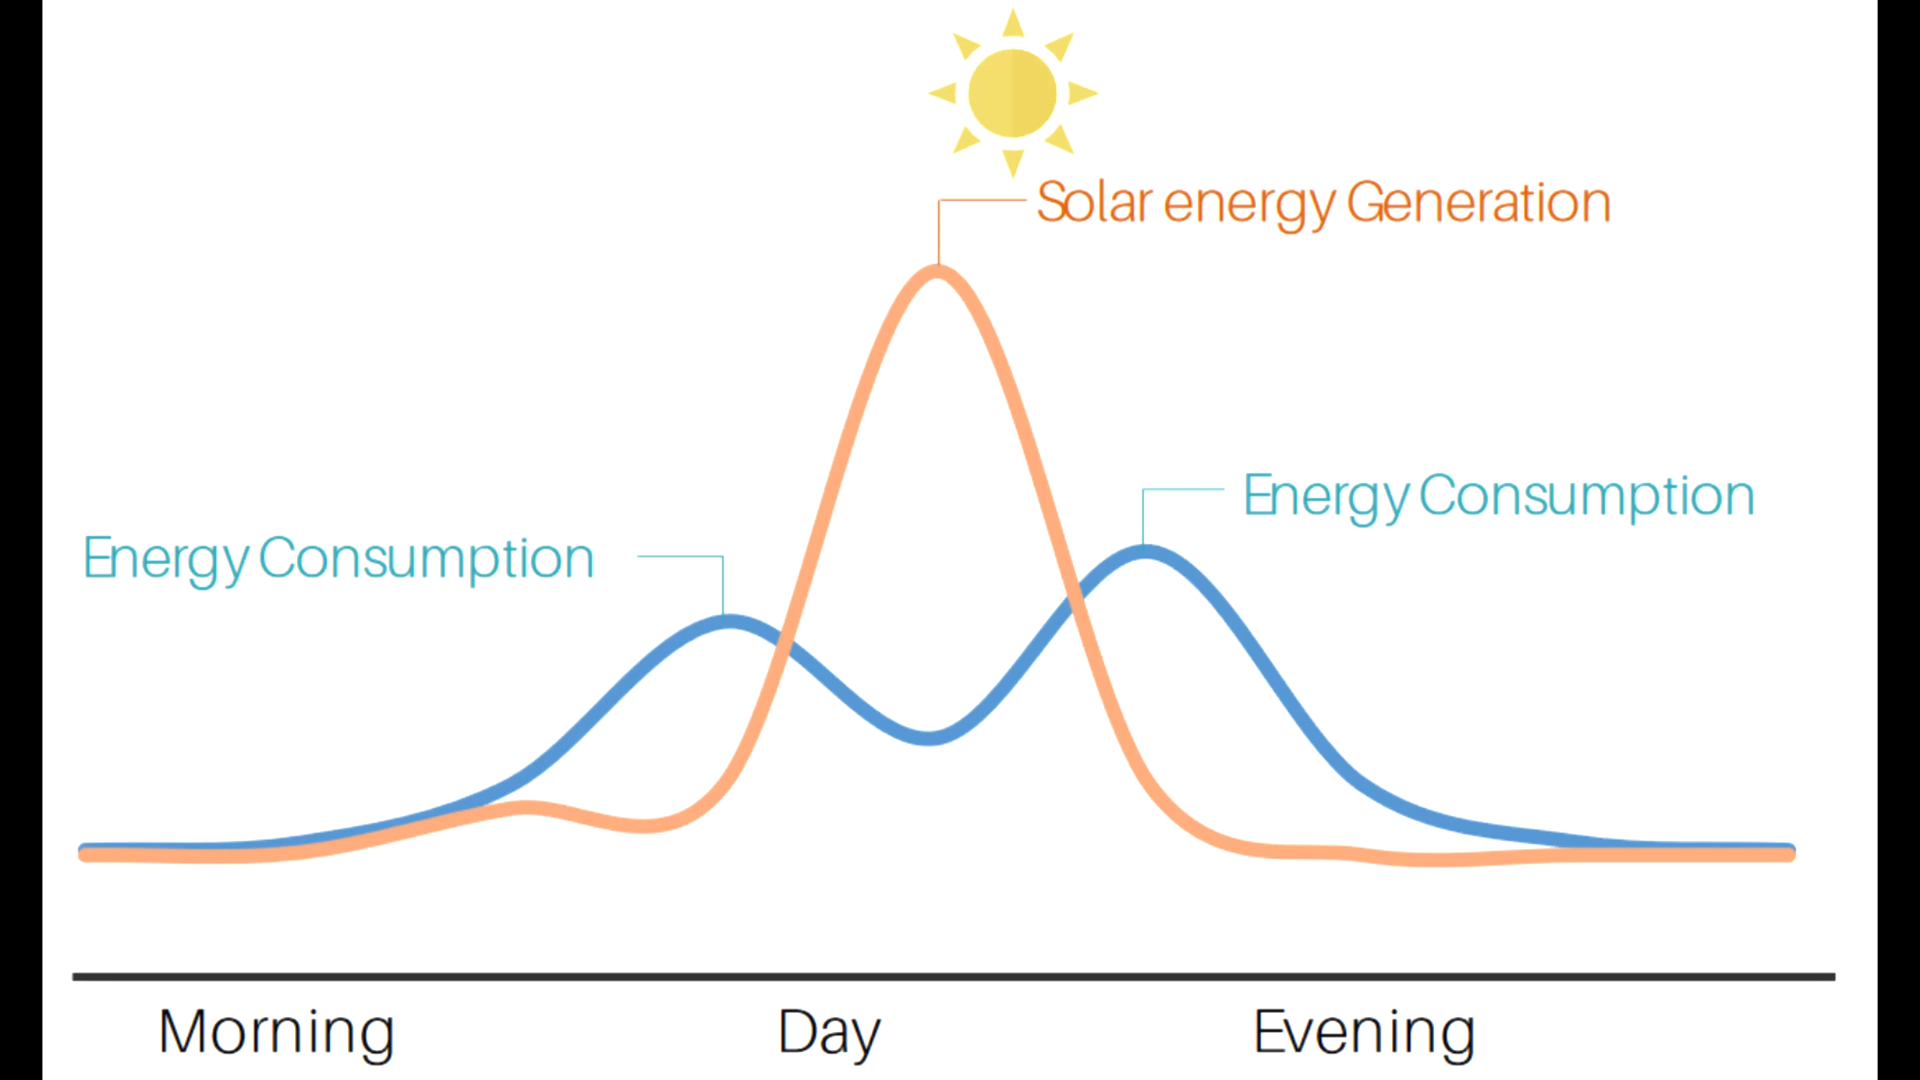 Solar energy Generation
Energy Consumption
Energy Consumption
Morning
Day
Evening